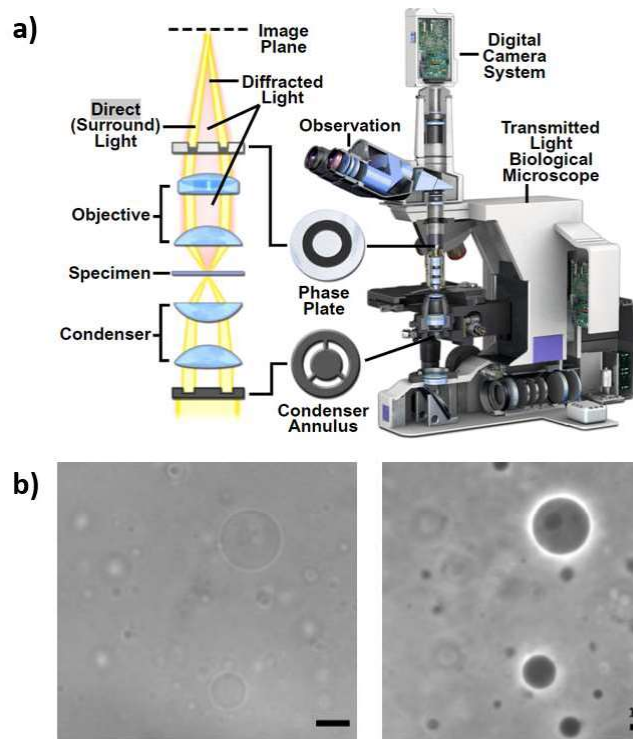 a)
Image
Plane
Diffracted
Light
Direct
(Surround)
Light
Objective
Specimen
Condenser
Observation
Phase
Plate
Condenser
Annulus
Digital
Camera
System
Transmitted
Light
Biological
Microscope
b)